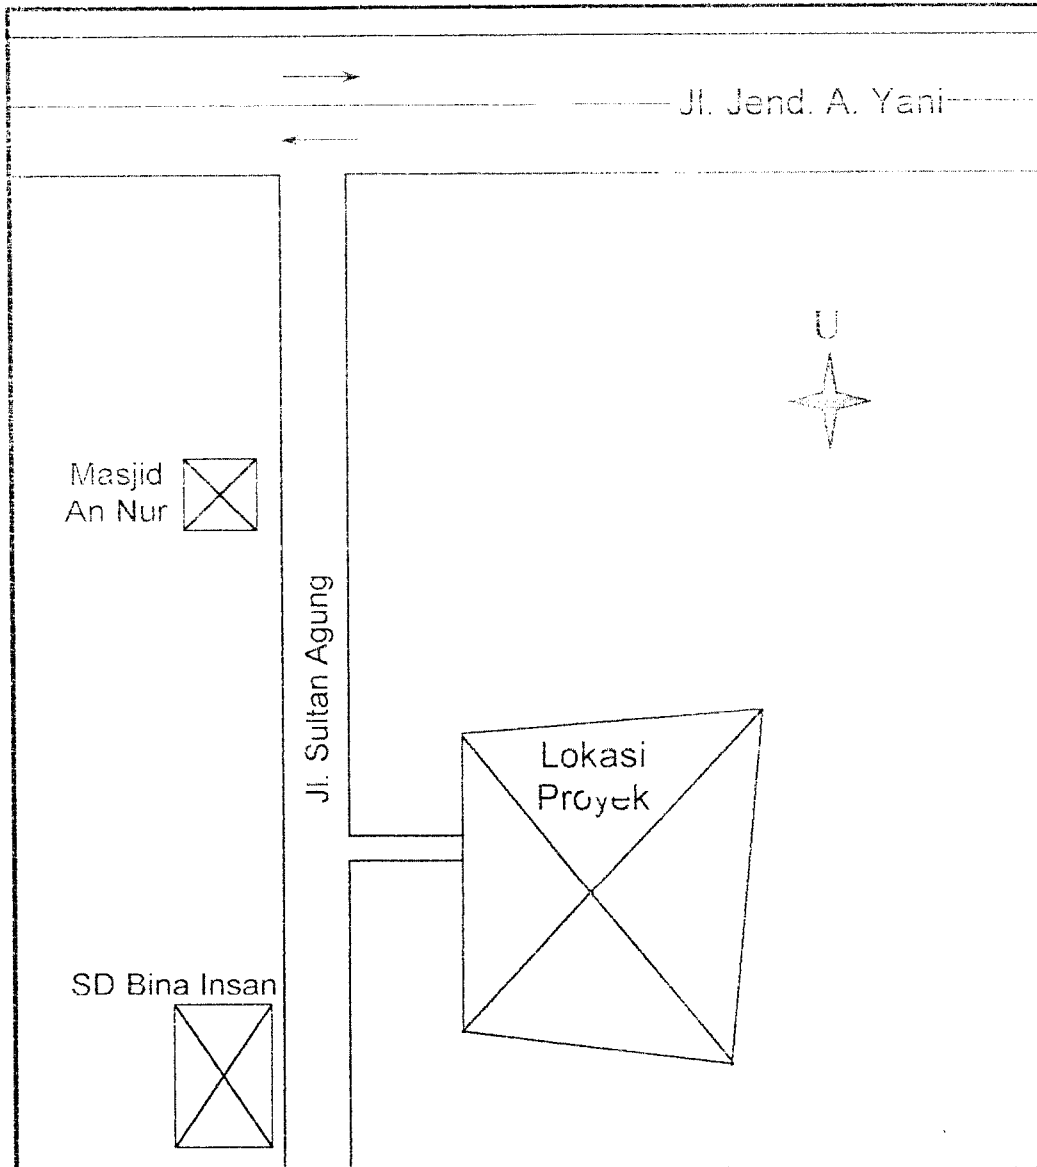 Jl. Jend. A. Yani
U
Masjid
An Nur
Jl. Sultan Agung
Lokasi
Proyek
SD Bina Insan